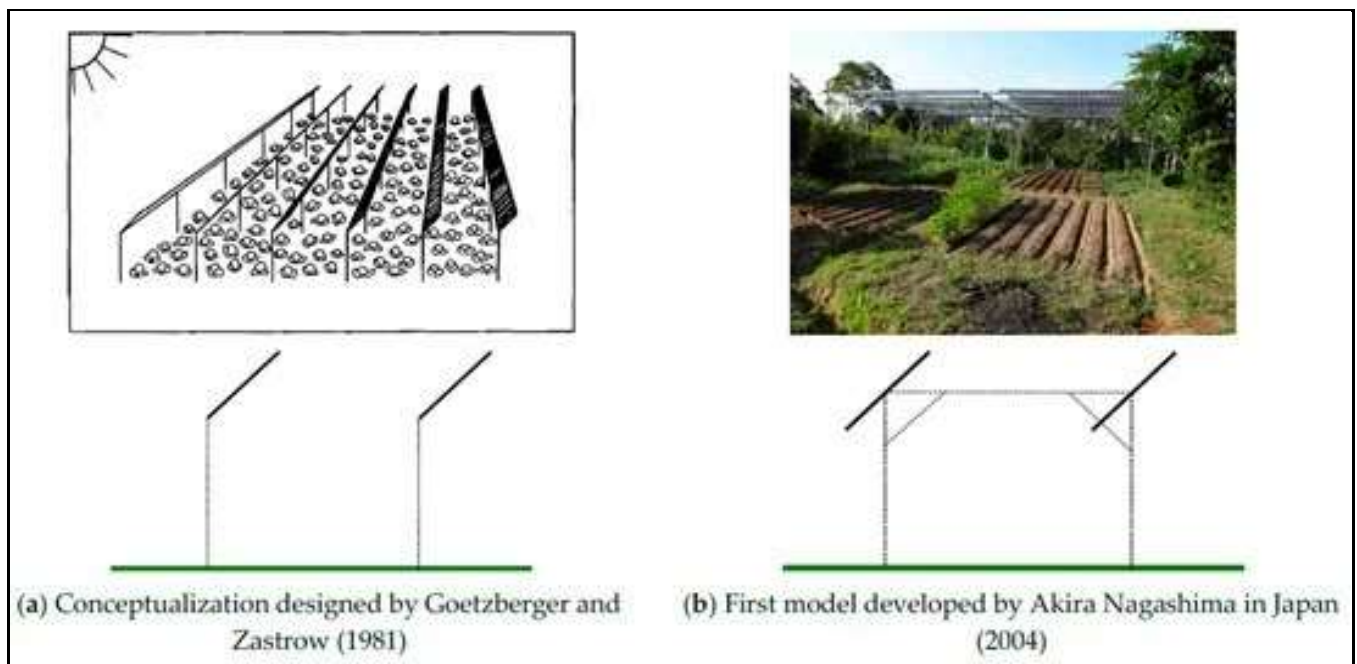 (a) Conceptualization designed by Goetzberger and
Zastrow (1981)
(b) First model developed by Akira Nagashima in Japan
(2004)